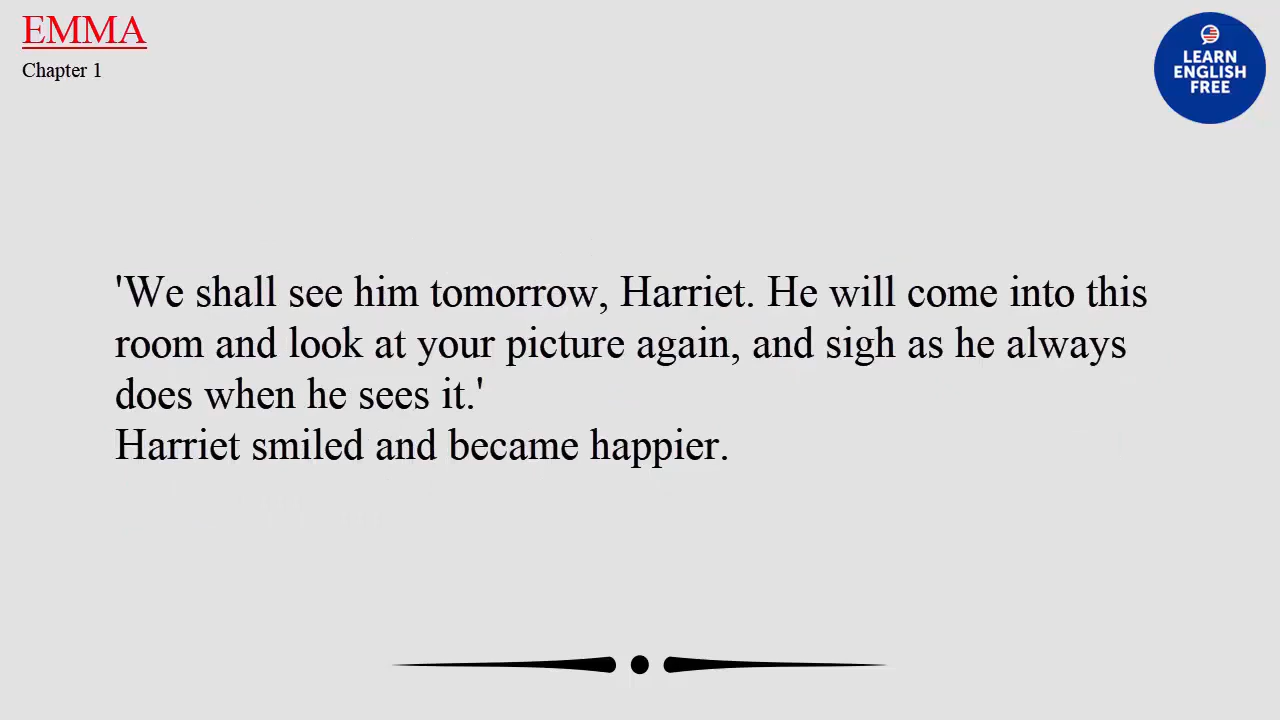 EMMA
Chapter 1
LEARN
ENGLISH
FREE
'We shall see him tomorrow, Harriet. He will come into this
room and look at your picture again, and sigh as he always
does when he sees it.'
Harriet smiled and became happier.